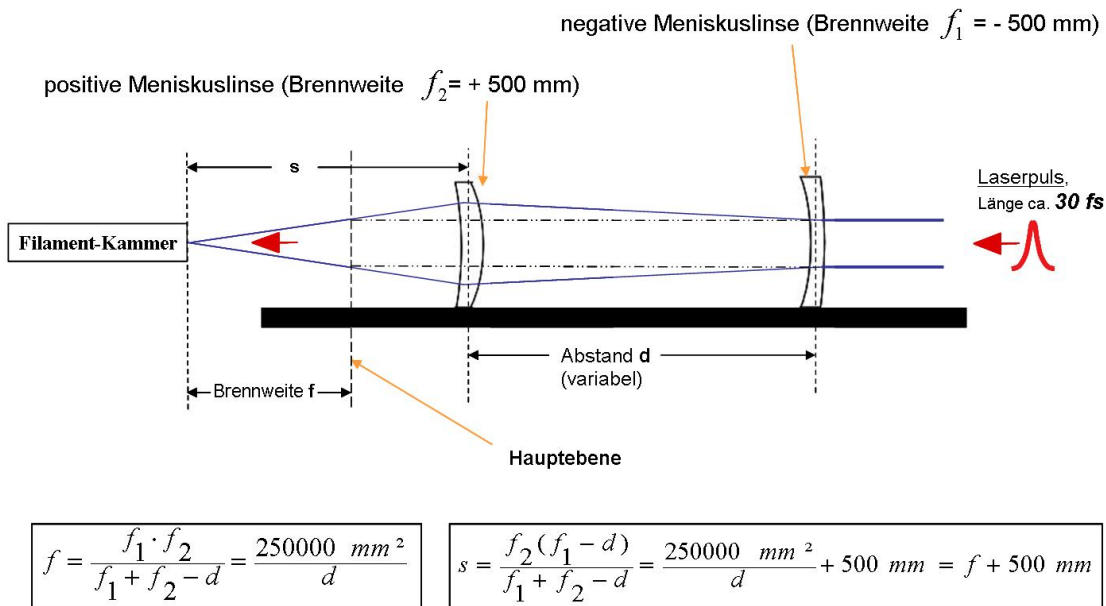 negative Meniskuslinse (Brennweite f₁ = - 500 mm)
positive Meniskuslinse (Brennweite f₂= + 500 mm)
s
Laserpuls,
Länge ca. 30 fs
Filament-Kammer
Abstand d
(variabel)
Brennweite f
Hauptebene
f = f₁ · f₂ / (f₁ + f₂ − d) = 250000 mm² / d
s = f₂ (f₁ − d) / (f₁ + f₂ − d) = 250000 mm² / d + 500 mm = f + 500 mm